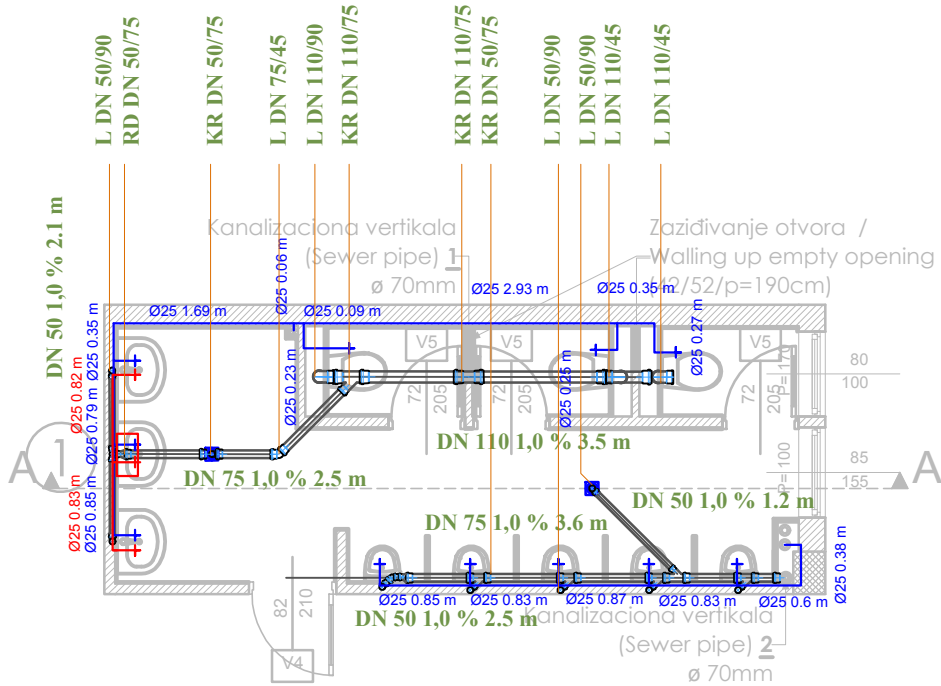 L DN 50/90
RD DN 50/75
KR DN 50/75
L DN 75/45
L DN 110/90
KR DN 110/75
KR DN 110/75
KR DN 50/75
L DN 50/90
L DN 50/90
L DN 110/45
L DN 110/45
DN 50 1,0 % 2.1 m
Kanalizaciona vertikala
(Sewer pipe) 1
ø 70mm
Zaziđivanje otvora /
Walling up empty opening
(42/52/p=190cm)
Ø25 0.06 m
Ø25 2.93 m
Ø25 1.69 m
Ø25 0.09 m
Ø25 0.35 m
Ø25 0.35 m
Ø25 0.27 m
V5
V5
V5
Ø25 0.23 m
Ø25 0.25 m
72
205
72
205
72
205
80
100
Ø25 0.82 m
Ø25 0.79 m
DN 110 1,0 % 3.5 m
A
1
DN 75 1,0 % 2.5 m
85
155
P=100
A
DN 50 1,0 % 1.2 m
Ø25 0.83 m
Ø25 0.85 m
DN 75 1,0 % 3.6 m
Ø25 0.38 m
82
210
Ø25 0.85 m
Ø25 0.83 m
Ø25 0.87 m
Ø25 0.83 m
Ø25 0.6 m
DN 50 1,0 % 2.5 m
Kanalizaciona vertikala
(Sewer pipe) 2
ø 70mm
V4